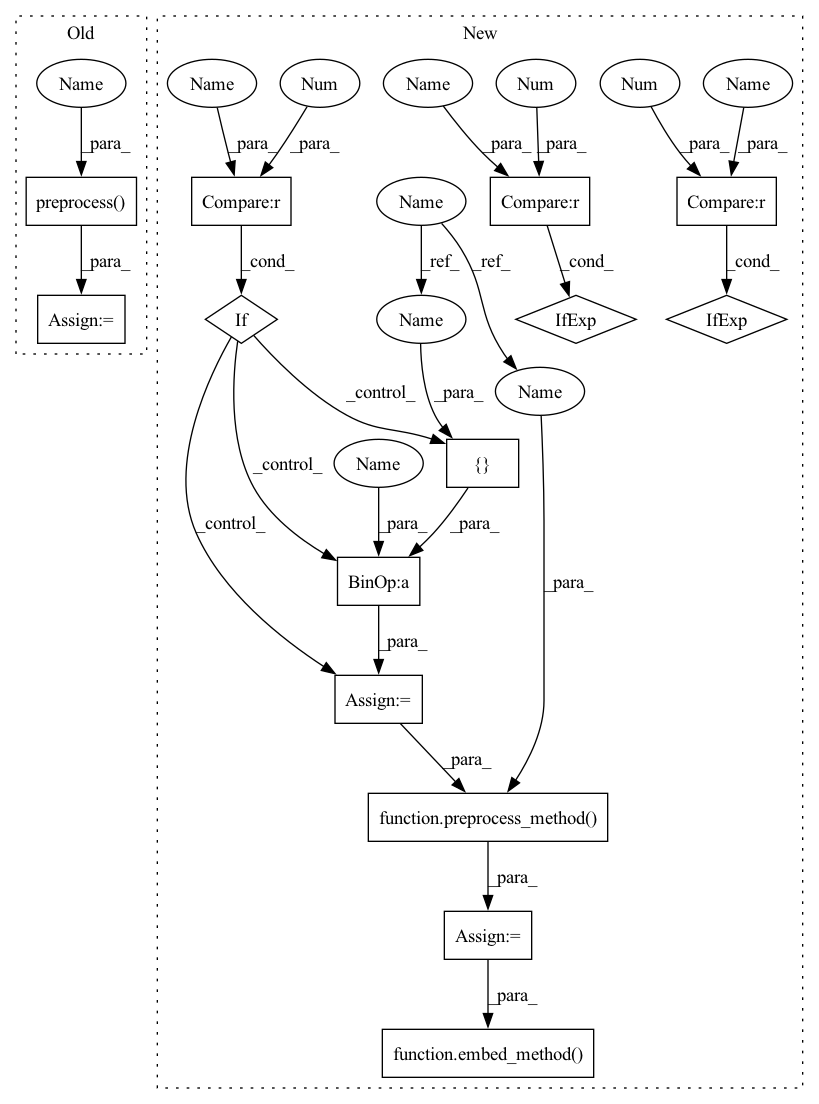 Old
New
Name
Name
Num
Name
Num
Num
Name
_para_
_para_
_para_
_para_
_para_
_para_
_para_
preprocess()
Compare:r
Name
Compare:r
Compare:r
_para_
_cond_
_ref_
_ref_
_cond_
_cond_
Assign:=
If
Name
IfExp
IfExp
_control_
_para_
Name
_control_
Name
{}
_control_
_para_
_para_
BinOp:a
_para_
_para_
Assign:=
_para_
function.preprocess_method()
_para_
Assign:=
_para_
function.embed_method()